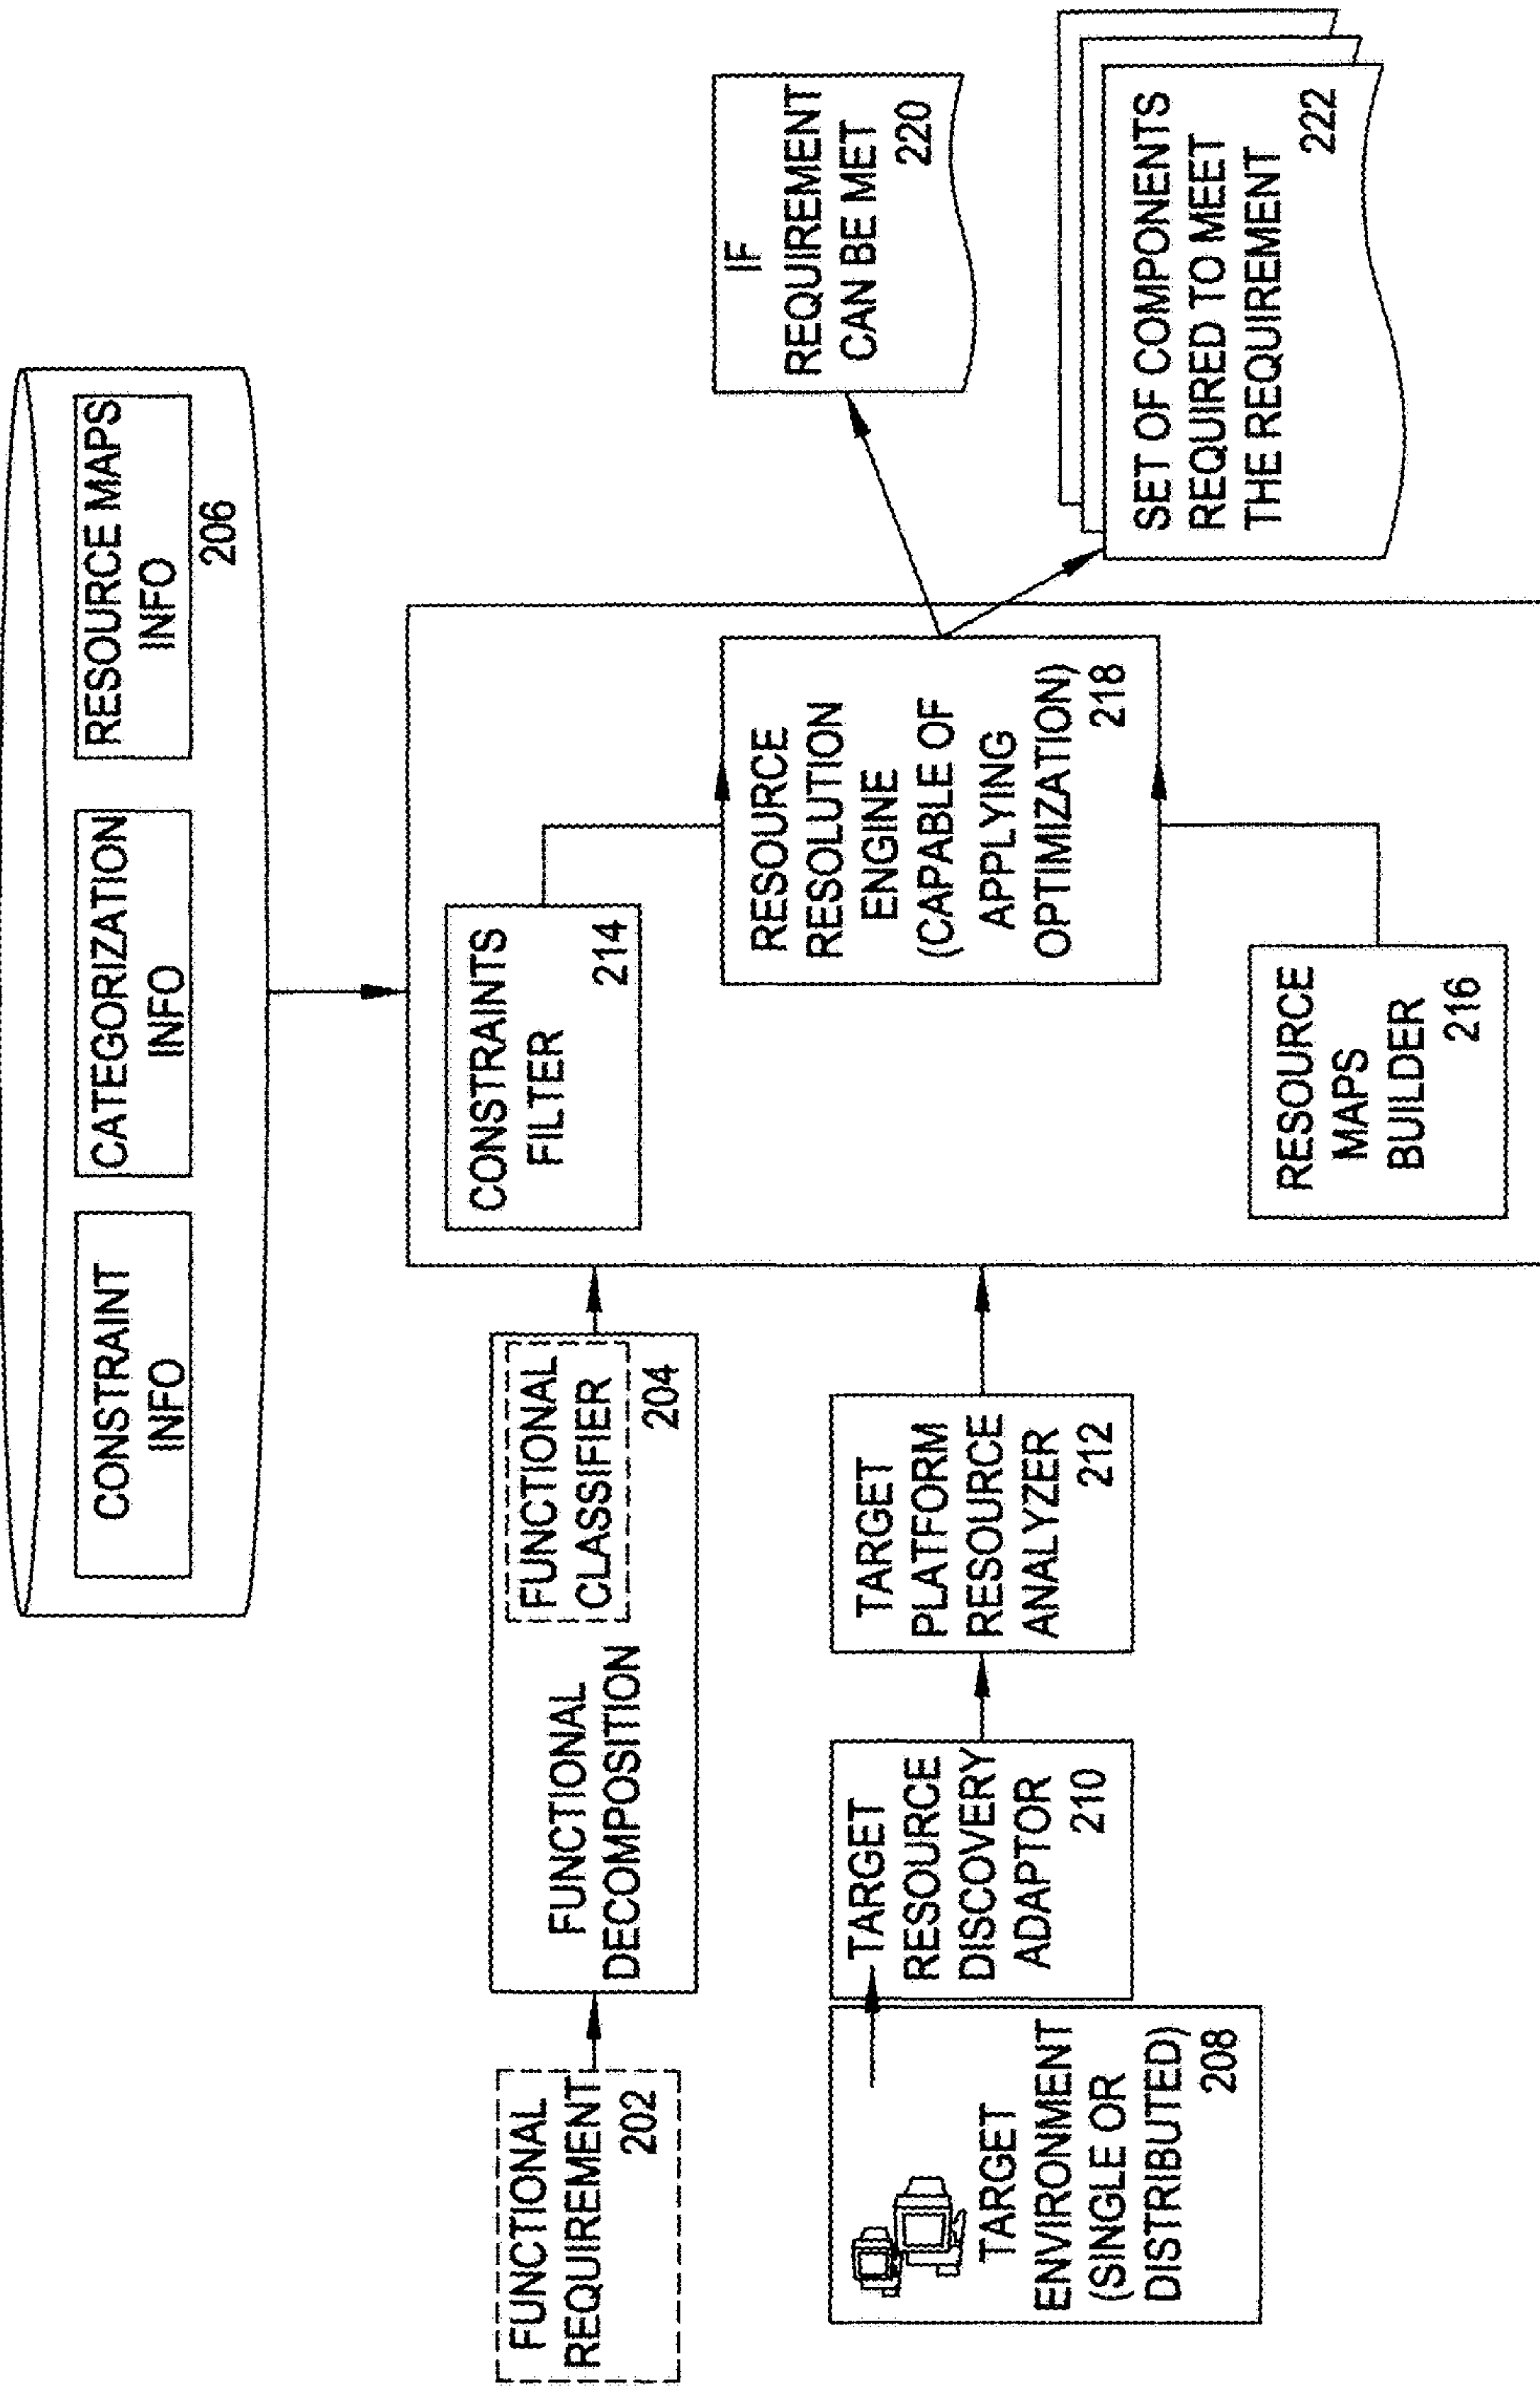 CONSTRAINT
INFO
CATEGORIZATION
INFO
RESOURCE MAPS
INFO
206
FUNCTIONAL
REQUIREMENT
202
FUNCTIONAL
DECOMPOSITION
FUNCTIONAL
CLASSIFIER
204
TARGET
ENVIRONMENT
(SINGLE OR
DISTRIBUTED)
208
TARGET
RESOURCE
DISCOVERY
ADAPTOR
210
TARGET
PLATFORM
RESOURCE
ANALYZER
212
CONSTRAINTS
FILTER
214
RESOURCE
MAPS
BUILDER
216
RESOURCE
RESOLUTION
ENGINE
(CAPABLE OF
APPLYING
OPTIMIZATION)
218
IF
REQUIREMENT
CAN BE MET
220
SET OF COMPONENTS
REQUIRED TO MEET
THE REQUIREMENT
222